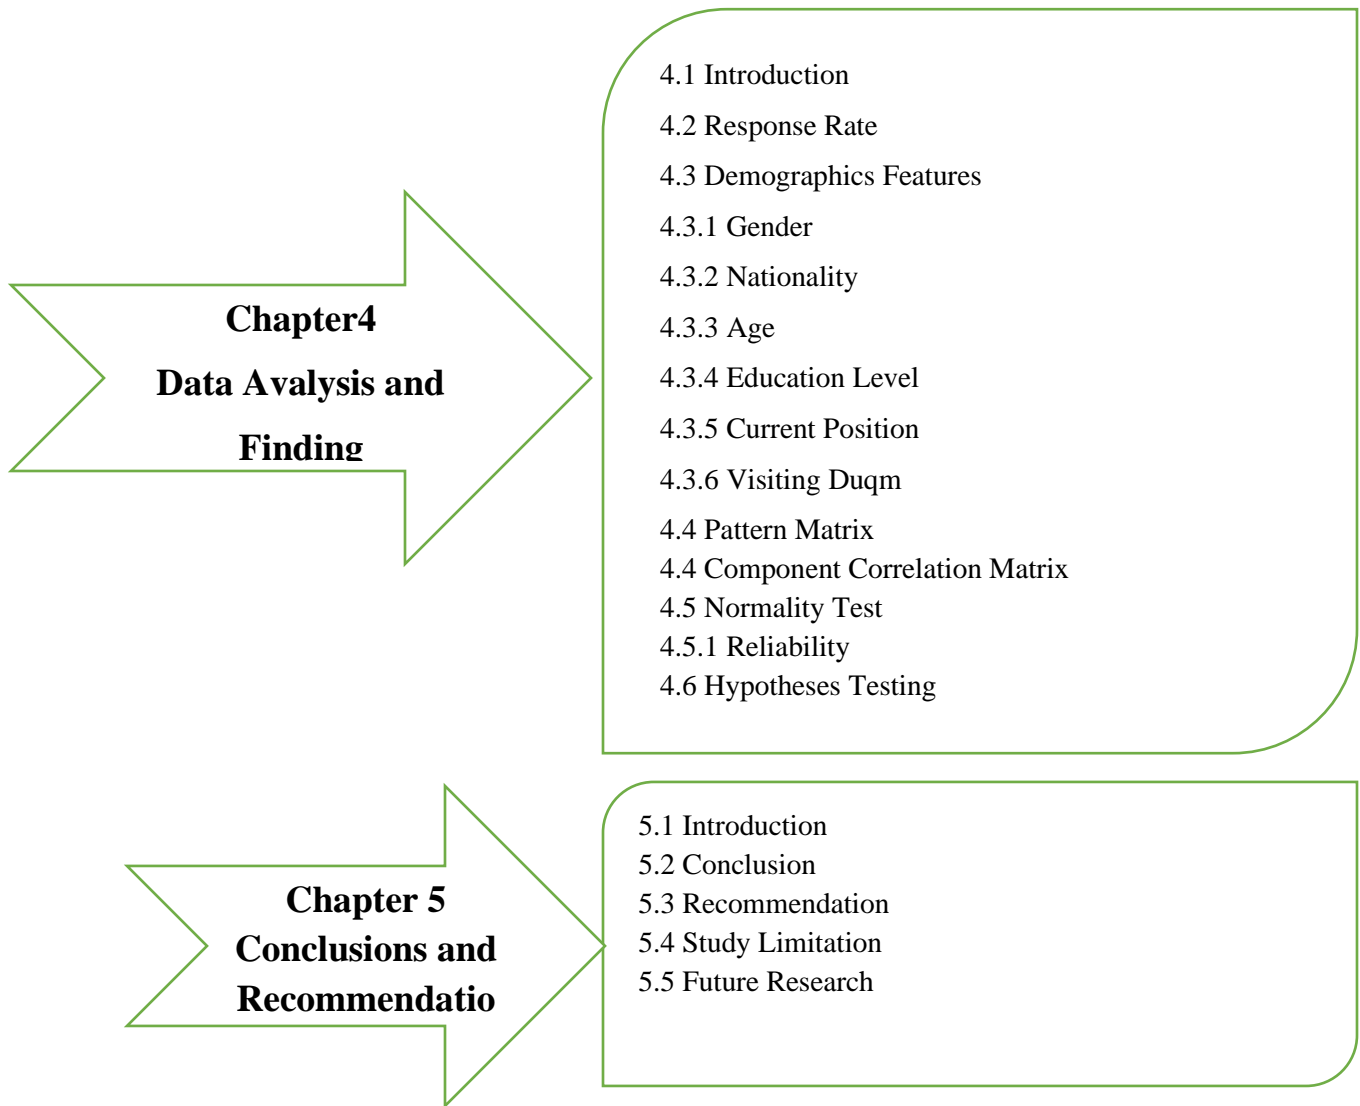 Chapter4
Data Avalysis and
Finding
4.1 Introduction
4.2 Response Rate
4.3 Demographics Features
4.3.1 Gender
4.3.2 Nationality
4.3.3 Age
4.3.4 Education Level
4.3.5 Current Position
4.3.6 Visiting Duqm
4.4 Pattern Matrix
4.4 Component Correlation Matrix
4.5 Normality Test
4.5.1 Reliability
4.6 Hypotheses Testing
Chapter 5
Conclusions and
Recommendatio
5.1 Introduction
5.2 Conclusion
5.3 Recommendation
5.4 Study Limitation
5.5 Future Research